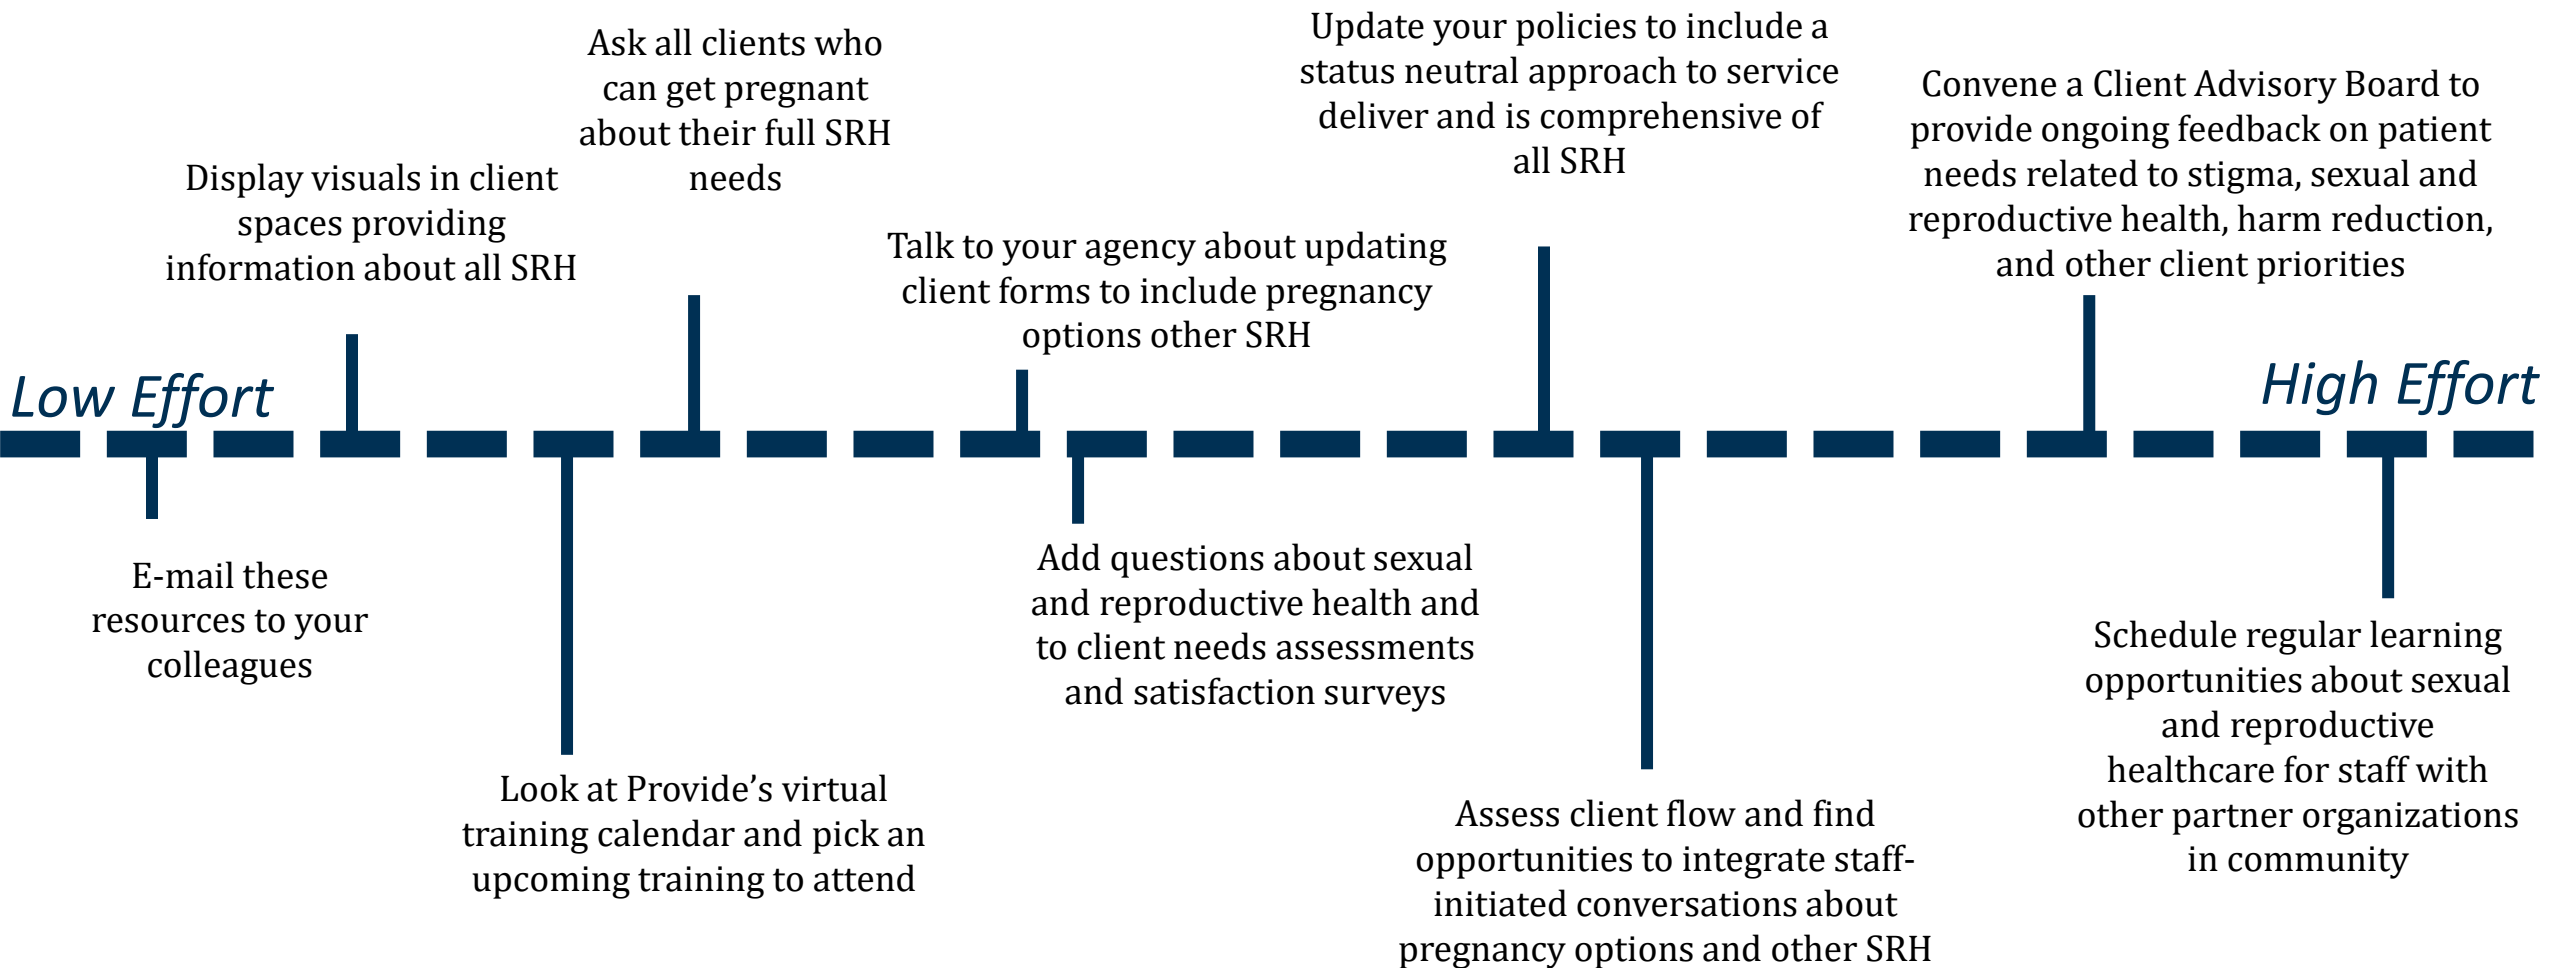 Low Effort
High Effort
E-mail these
resources to your
colleagues
Display visuals in client
spaces providing
information about all SRH
Look at Provide’s virtual
training calendar and pick an
upcoming training to attend
Ask all clients who
can get pregnant
about their full SRH
needs
Talk to your agency about updating
client forms to include pregnancy
options other SRH
Add questions about sexual
and reproductive health and
to client needs assessments
and satisfaction surveys
Update your policies to include a
status neutral approach to service
deliver and is comprehensive of
all SRH
Assess client flow and find
opportunities to integrate staff-
initiated conversations about
pregnancy options and other SRH
Convene a Client Advisory Board to
provide ongoing feedback on patient
needs related to stigma, sexual and
reproductive health, harm reduction,
and other client priorities
Schedule regular learning
opportunities about sexual
and reproductive
healthcare for staff with
other partner organizations
in community